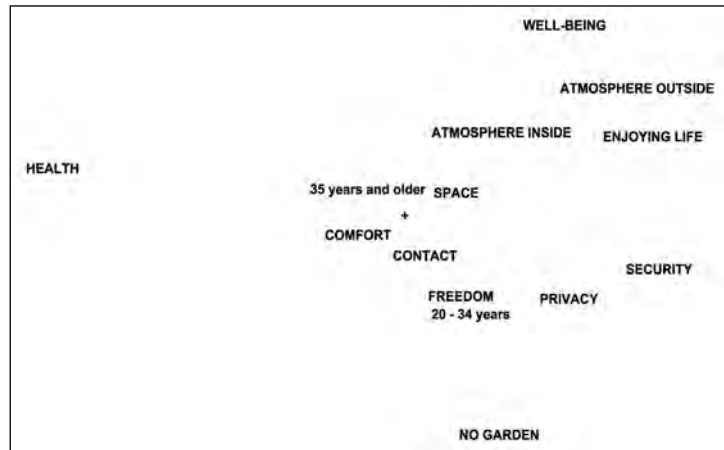 WELL-BEING
ATMOSPHERE OUTSIDE
ATMOSPHERE INSIDE ENJOYING LIFE
HEALTH
35 years and older SPACE
+
COMFORT
CONTACT
SECURITY
FREEDOM PRIVACY
20 - 34 years
NO GARDEN